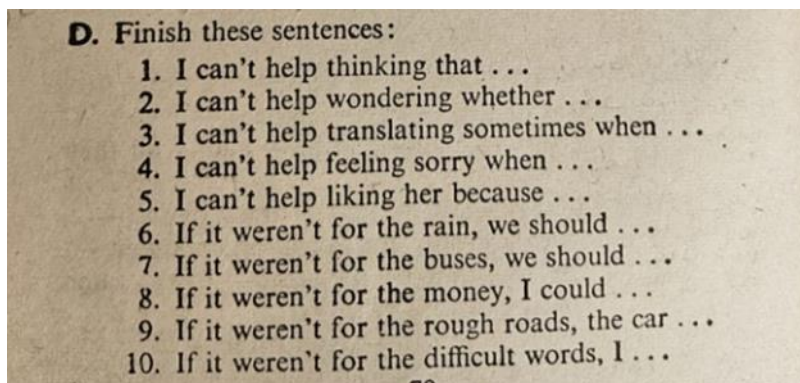 D. Finish these sentences:
1. I can't help thinking that ...
2. I can't help wondering whether ...
3. I can't help translating sometimes when ...
4. I can't help feeling sorry when ...
5. I can't help liking her because ...
6. If it weren't for the rain, we should ...
7. If it weren't for the buses, we should ...
8. If it weren't for the money, I could ...
9. If it weren't for the rough roads, the car ...
10. If it weren't for the difficult words, I ...